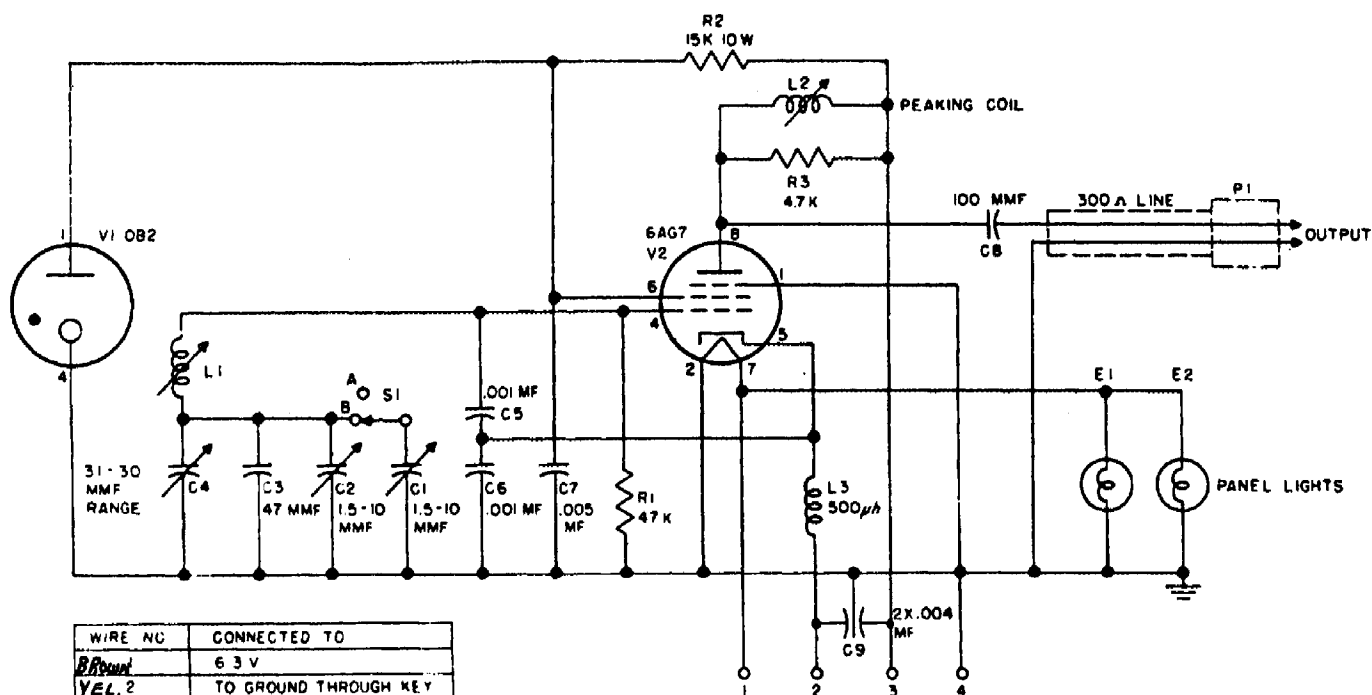 R2
15K 10W
L2
PEAKING COIL
R3
4.7K
100 MMF
C8
300 Ω LINE
P1
OUTPUT
1
V1 OB2
4
6AG7
V2
8
6
4
1
5
2
7
L1
A
B
S1
.001 MF
C5
E1
E2
31-30
MMF
RANGE
C4
C3
47 MMF
C2
1.5-10
MMF
C1
1.5-10
MMF
C6
.001 MF
C7
.005
MF
R1
47K
L3
500μh
PANEL LIGHTS
2X.004
MF
C9
1
2
3
4
WIRE NO
CONNECTED TO
BROWN
6 3 V
YEL. 2
TO GROUND THROUGH KEY